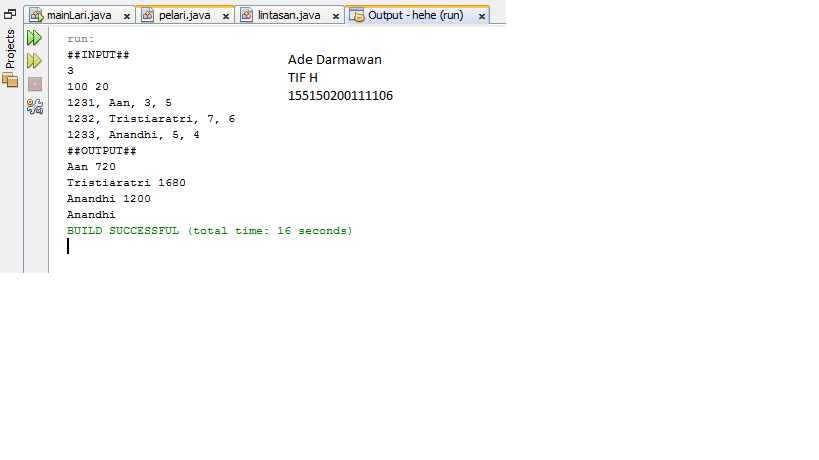 mainLari.java x pelari.java x lintasan.java x Output - hehe (run) x
Projects
run:
##INPUT##
3
100 20
1231, Aan, 3, 5
1232, Tristiaratri, 7, 6
1233, Anandhi, 5, 4
##OUTPUT##
Aan 720
Tristiaratri 1680
Anandhi 1200
Anandhi
BUILD SUCCESSFUL (total time: 16 seconds)
Ade Darmawan
TIF H
155150200111106